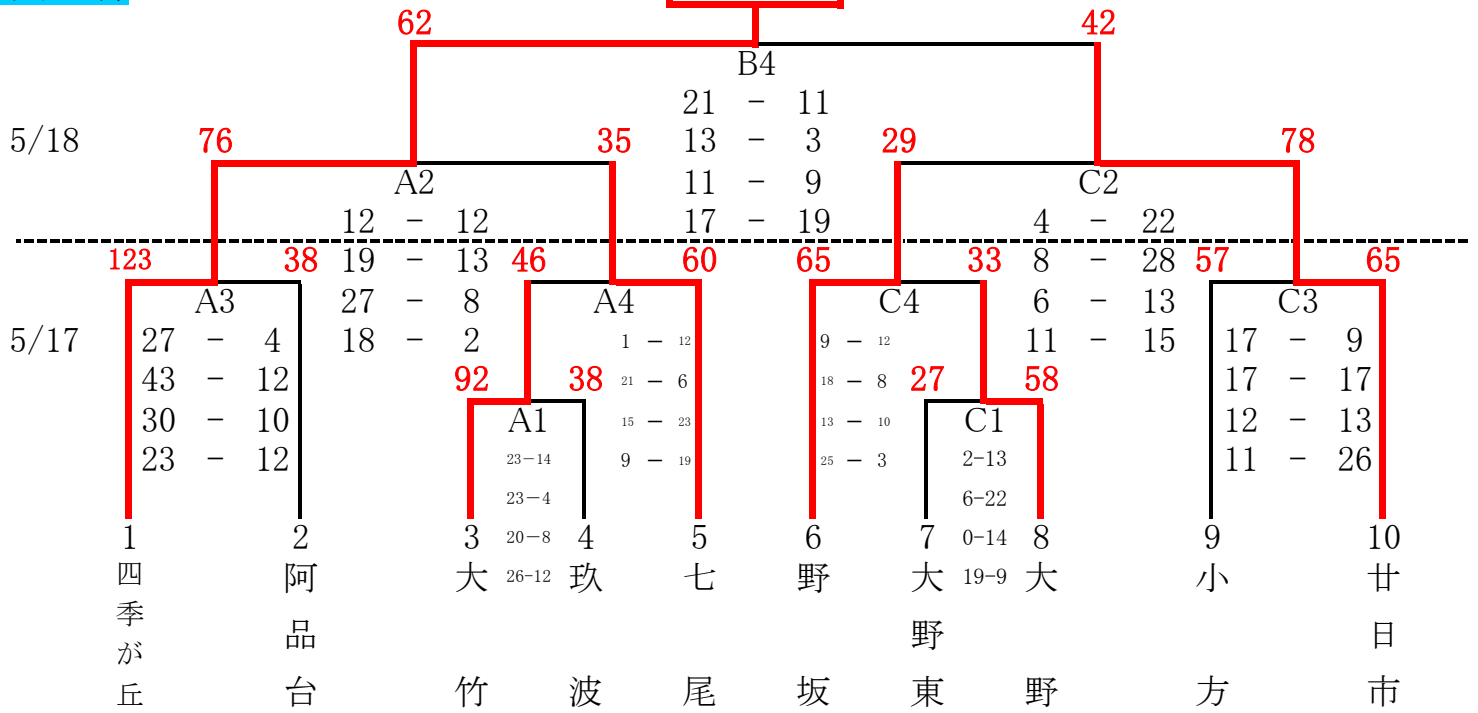 62 42
B4
21 - 11
5/18 76 35 13 - 3 29 78
A2 11 - 9 C2
12 - 12 17 - 19 4 - 22
123 38 19 - 13 46 60 65 33 8 - 28 57 65
A3 27 - 8 A4 C4 6 - 13 C3
5/17 27 - 4 18 - 2 1 - 12 9 - 12 11 - 15 17 - 9
43 - 12 92 38 21 - 6 18 - 8 27 58 17 - 17
30 - 10 A1 15 - 23 13 - 10 C1 12 - 13
23 - 12 23-14 9 - 19 25 - 3 2-13 11 - 26
23-4 6-22
1 2 3 20-8 4 5 6 7 0-14 8 9 10
26-12 19-9
四季が丘
阿品台
大竹
玖波
七尾
野坂
大野東
大野
小方
廿日市